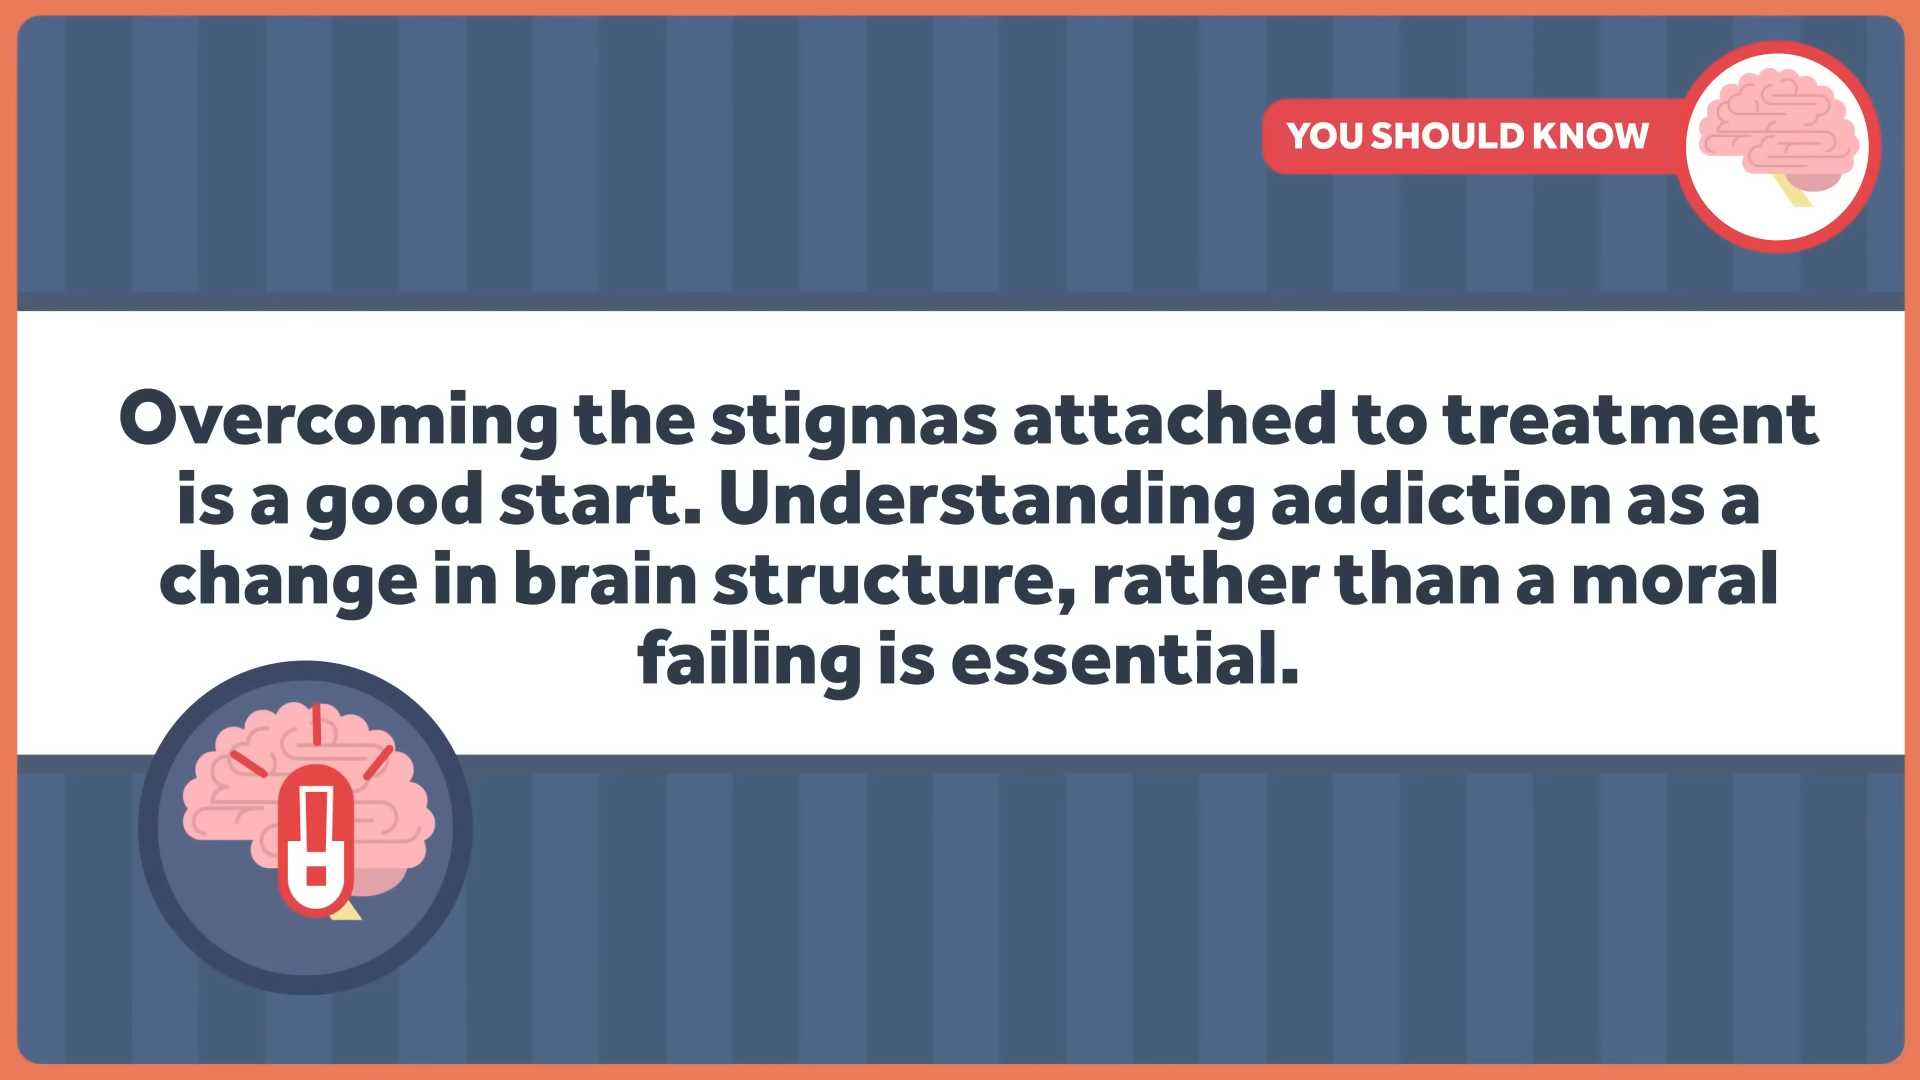 YOU SHOULD KNOW
Overcoming the stigmas attached to treatment
is a good start. Understanding addiction as a
change in brain structure, rather than a moral
failing is essential.